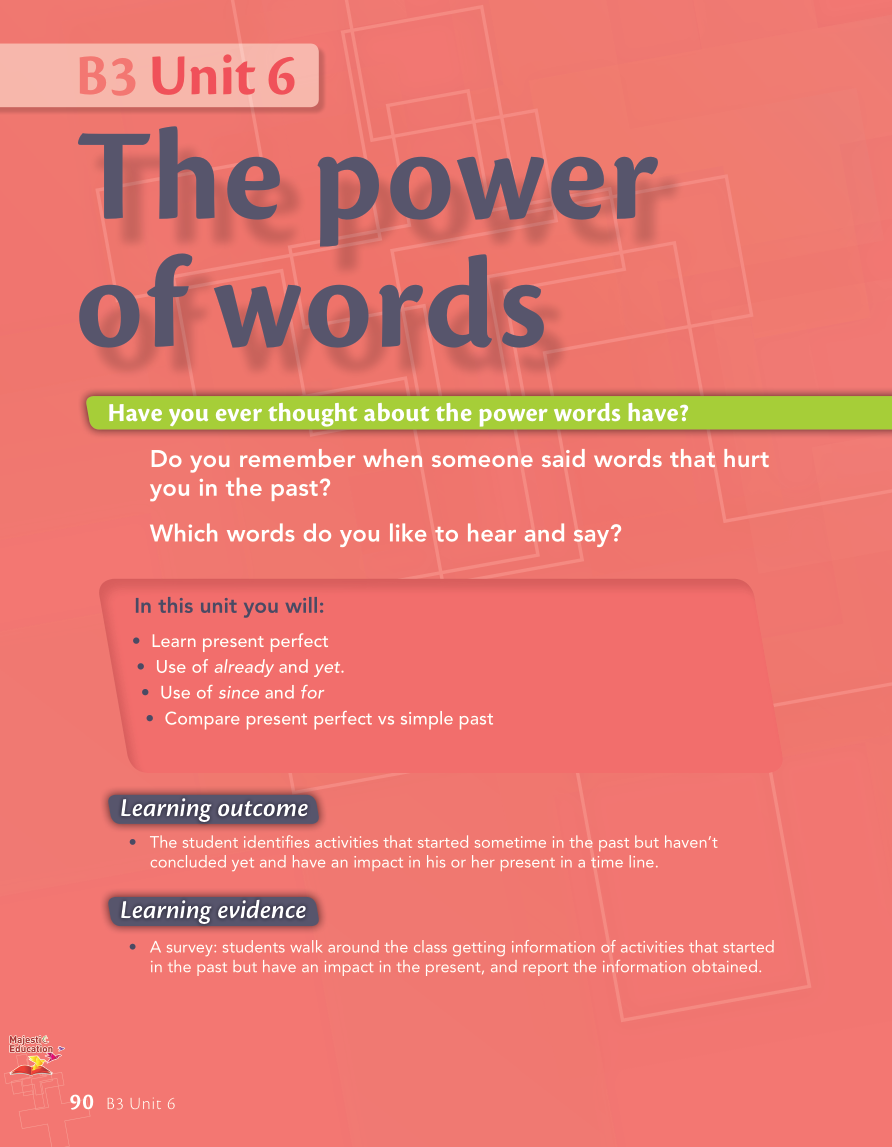 B3 Unit 6
The power
of words
Have you ever thought about the power words have?
Do you remember when someone said words that hurt
you in the past?
Which words do you like to hear and say?
In this unit you will:
• Learn present perfect
• Use of already and yet.
• Use of since and for
• Compare present perfect vs simple past
Learning outcome
• The student identifies activities that started sometime in the past but haven’t
concluded yet and have an impact in his or her present in a time line.
Learning evidence
• A survey: students walk around the class getting information of activities that started
in the past but have an impact in the present, and report the information obtained.
Majestic
Education
90 B3 Unit 6